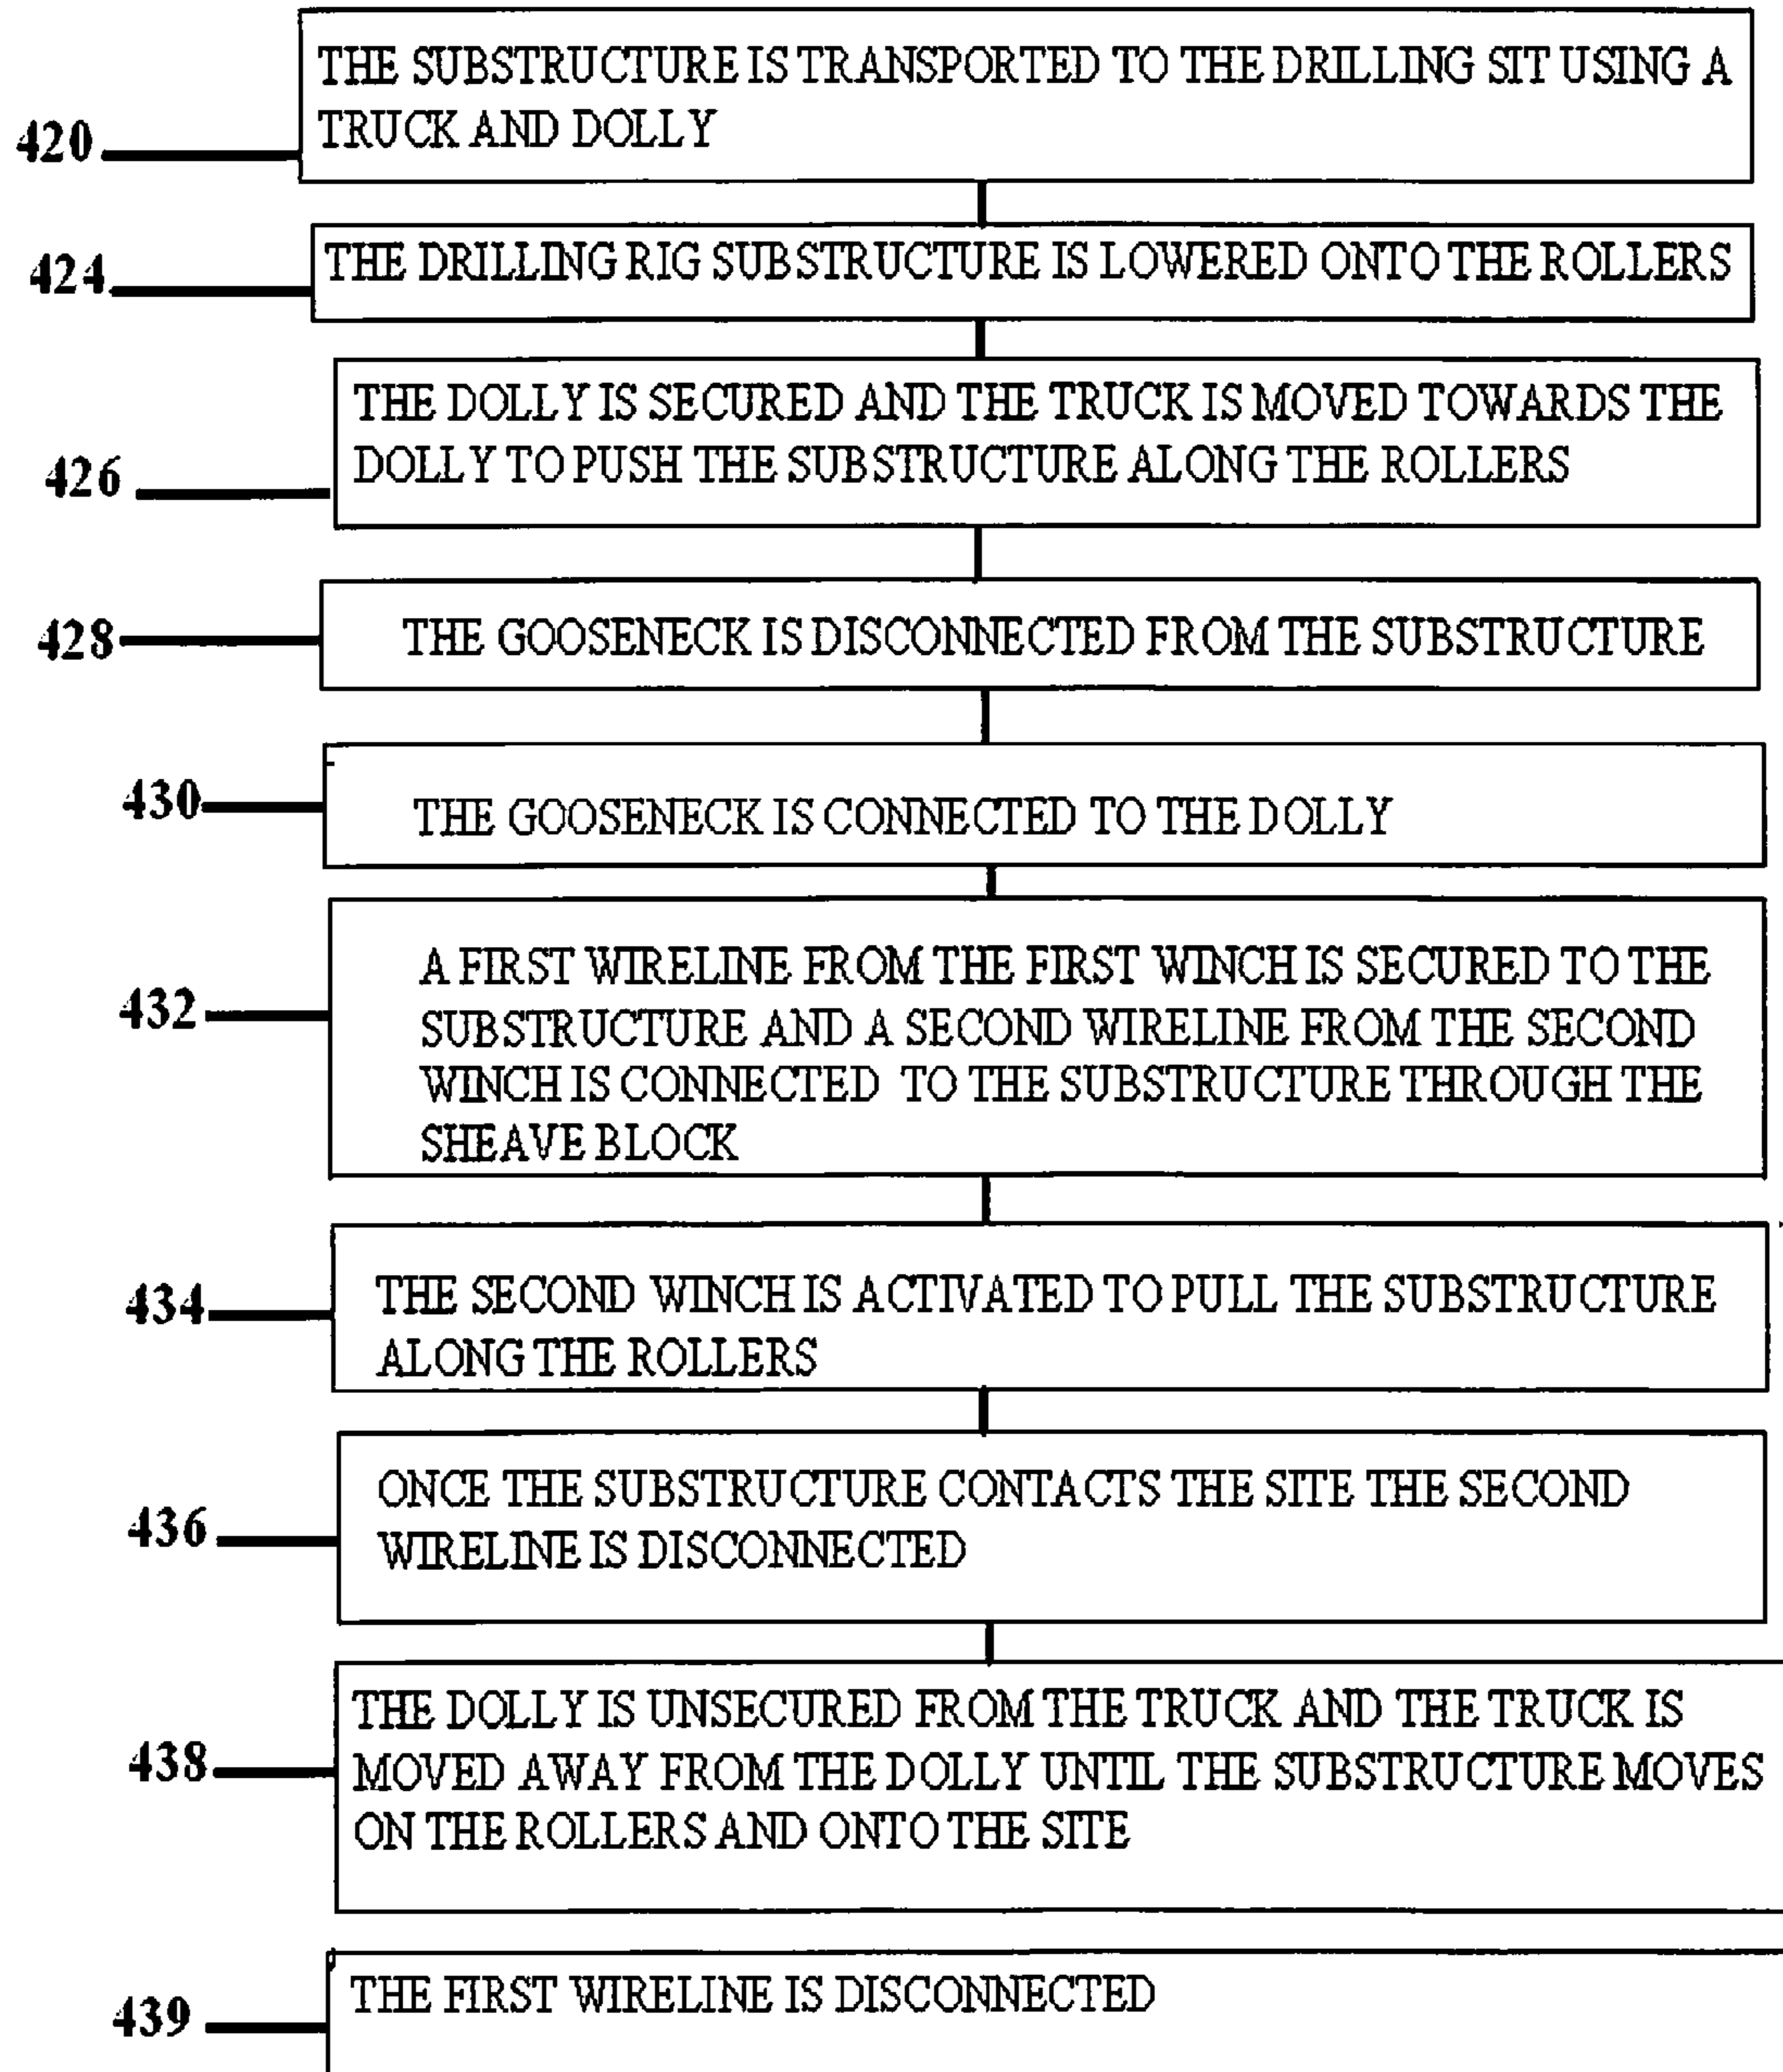 THE SUBSTRUCTURE IS TRANSPORTED TO THE DRILLING SIT USING A
TRUCK AND DOLLY
420
THE DRILLING RIG SUBSTRUCTURE IS LOWERED ONTO THE ROLLERS
424
THE DOLLY IS SECURED AND THE TRUCK IS MOVED TOWARDS THE
DOLLY TO PUSH THE SUBSTRUCTURE ALONG THE ROLLERS
426
THE GOOSENECK IS DISCONNECTED FROM THE SUBSTRUCTURE
428
THE GOOSENECK IS CONNECTED TO THE DOLLY
430
A FIRST WIRELINE FROM THE FIRST WINCH IS SECURED TO THE
SUBSTRUCTURE AND A SECOND WIRELINE FROM THE SECOND
WINCH IS CONNECTED TO THE SUBSTRUCTURE THROUGH THE
SHEAVE BLOCK
432
THE SECOND WINCH IS ACTIVATED TO PULL THE SUBSTRUCTURE
ALONG THE ROLLERS
434
ONCE THE SUBSTRUCTURE CONTACTS THE SITE THE SECOND
WIRELINE IS DISCONNECTED
436
THE DOLLY IS UNSECURED FROM THE TRUCK AND THE TRUCK IS
MOVED AWAY FROM THE DOLLY UNTIL THE SUBSTRUCTURE MOVES
ON THE ROLLERS AND ONTO THE SITE
438
THE FIRST WIRELINE IS DISCONNECTED
439